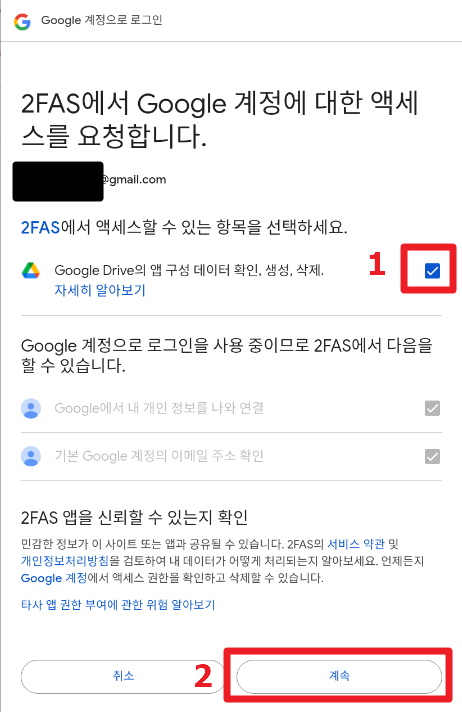 Google 계정으로 로그인
2FAS에서 Google 계정에 대한 액세
스를 요청합니다.
@gmail.com
2FAS에서 액세스할 수 있는 항목을 선택하세요.
Google Drive의 앱 구성 데이터 확인, 생성, 삭제.
자세히 알아보기
1
Google 계정으로 로그인을 사용 중이므로 2FAS에서 다음을
할 수 있습니다.
Google에서 내 개인 정보를 나와 연결
기본 Google 계정의 이메일 주소 확인
2FAS 앱을 신뢰할 수 있는지 확인
민감한 정보가 이 사이트 또는 앱과 공유될 수 있습니다. 2FAS의 서비스 약관 및
개인정보처리방침을 검토하여 내 데이터가 어떻게 처리되는지 알아보세요. 언제든지
Google 계정에서 액세스 권한을 확인하고 삭제할 수 있습니다.
타사 앱 권한 부여에 관한 위험 알아보기
취소
2
계속